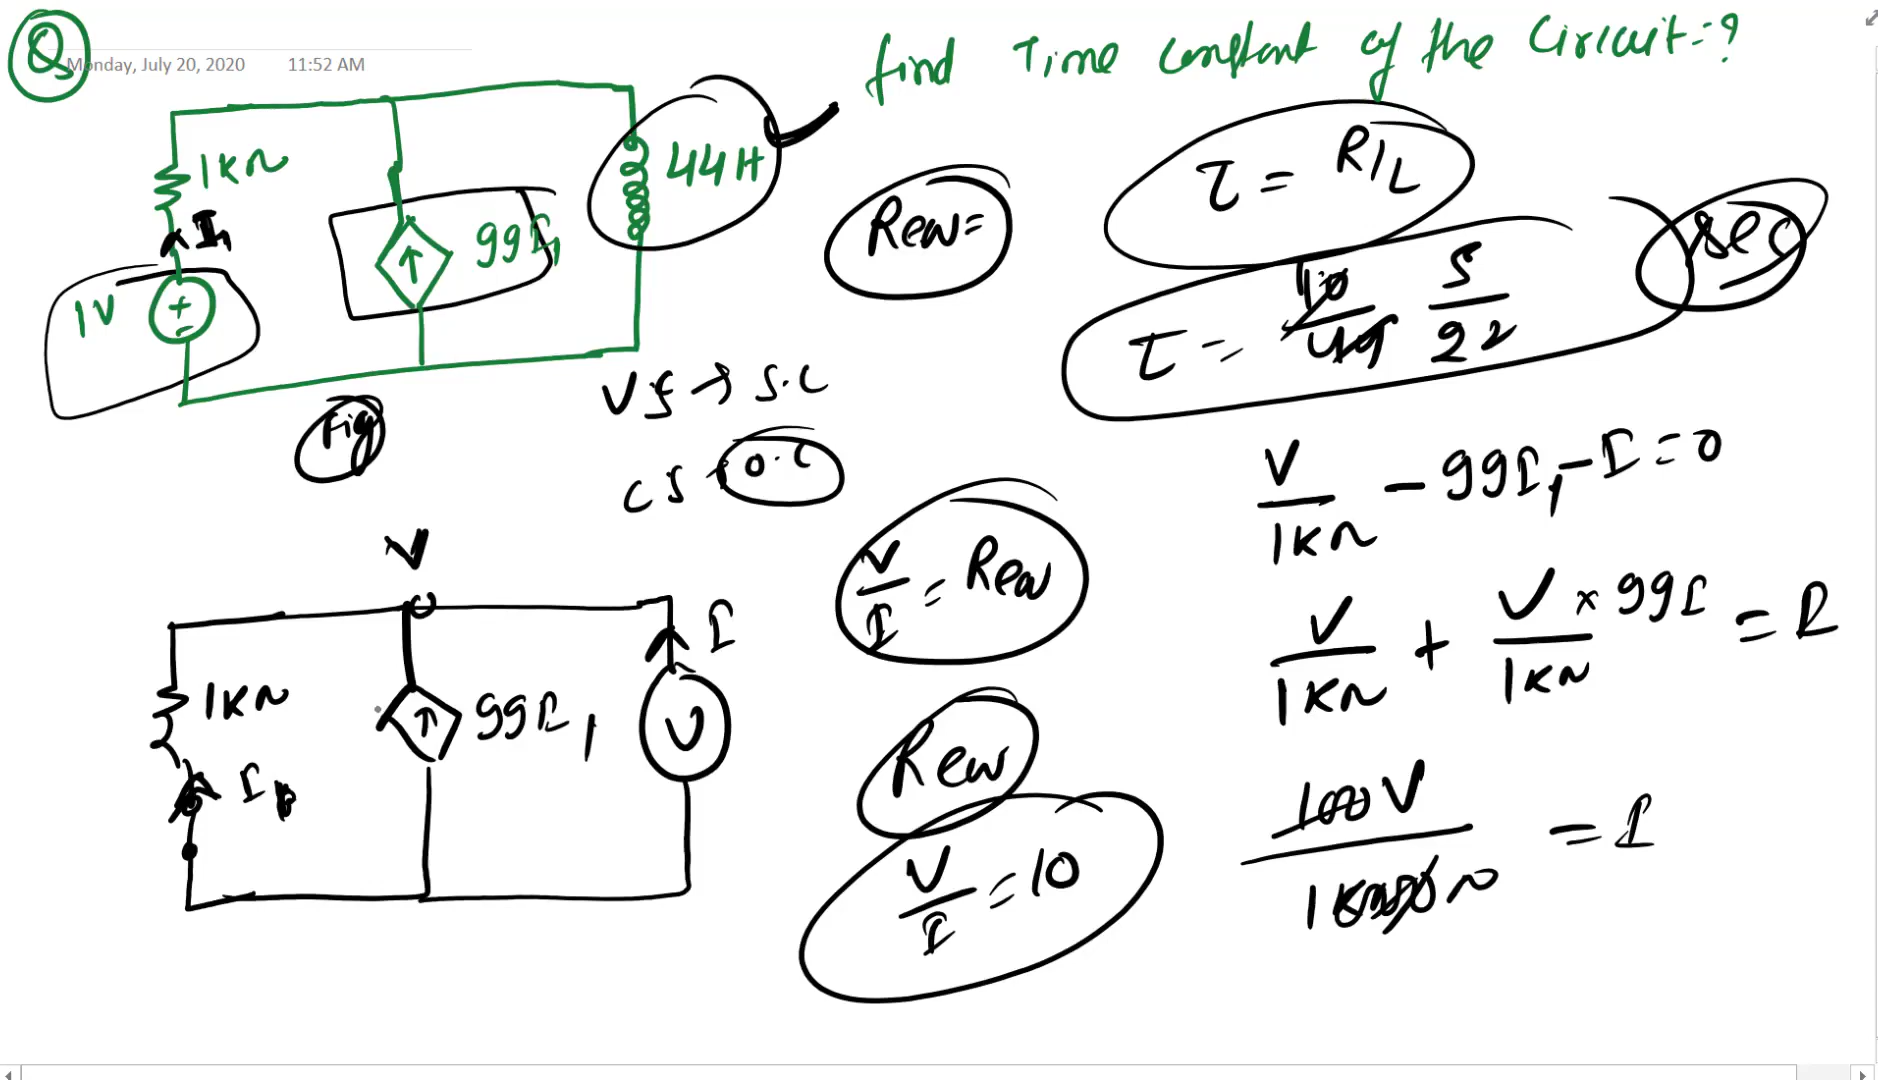 Q
Monday, July 20, 2020 11:52 AM
find Time constant of the Circuit=?
1KΩ
I1
1V
+
-
99I1
44H
Req=
τ = R/L
sec
τ = 10/44 5/22
Fig
VS → S.C
CS → O.C
V/1KΩ - 99I1 - I = 0
V
1KΩ
I1
99I1
V
I
V/I = Req
V/1KΩ + V/1KΩ × 99I = I
Req
V/I = 10
100V/1KΩ = I